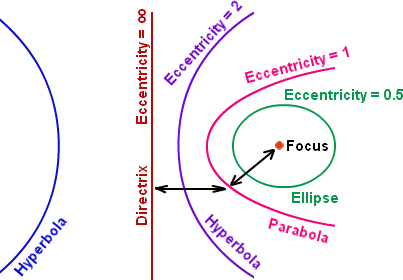 Eccentricity = ∞
Eccentricity = 2
Eccentricity = 1
Eccentricity = 0.5
Focus
Directrix
Ellipse
Hyperbola
Hyperbola
Parabola